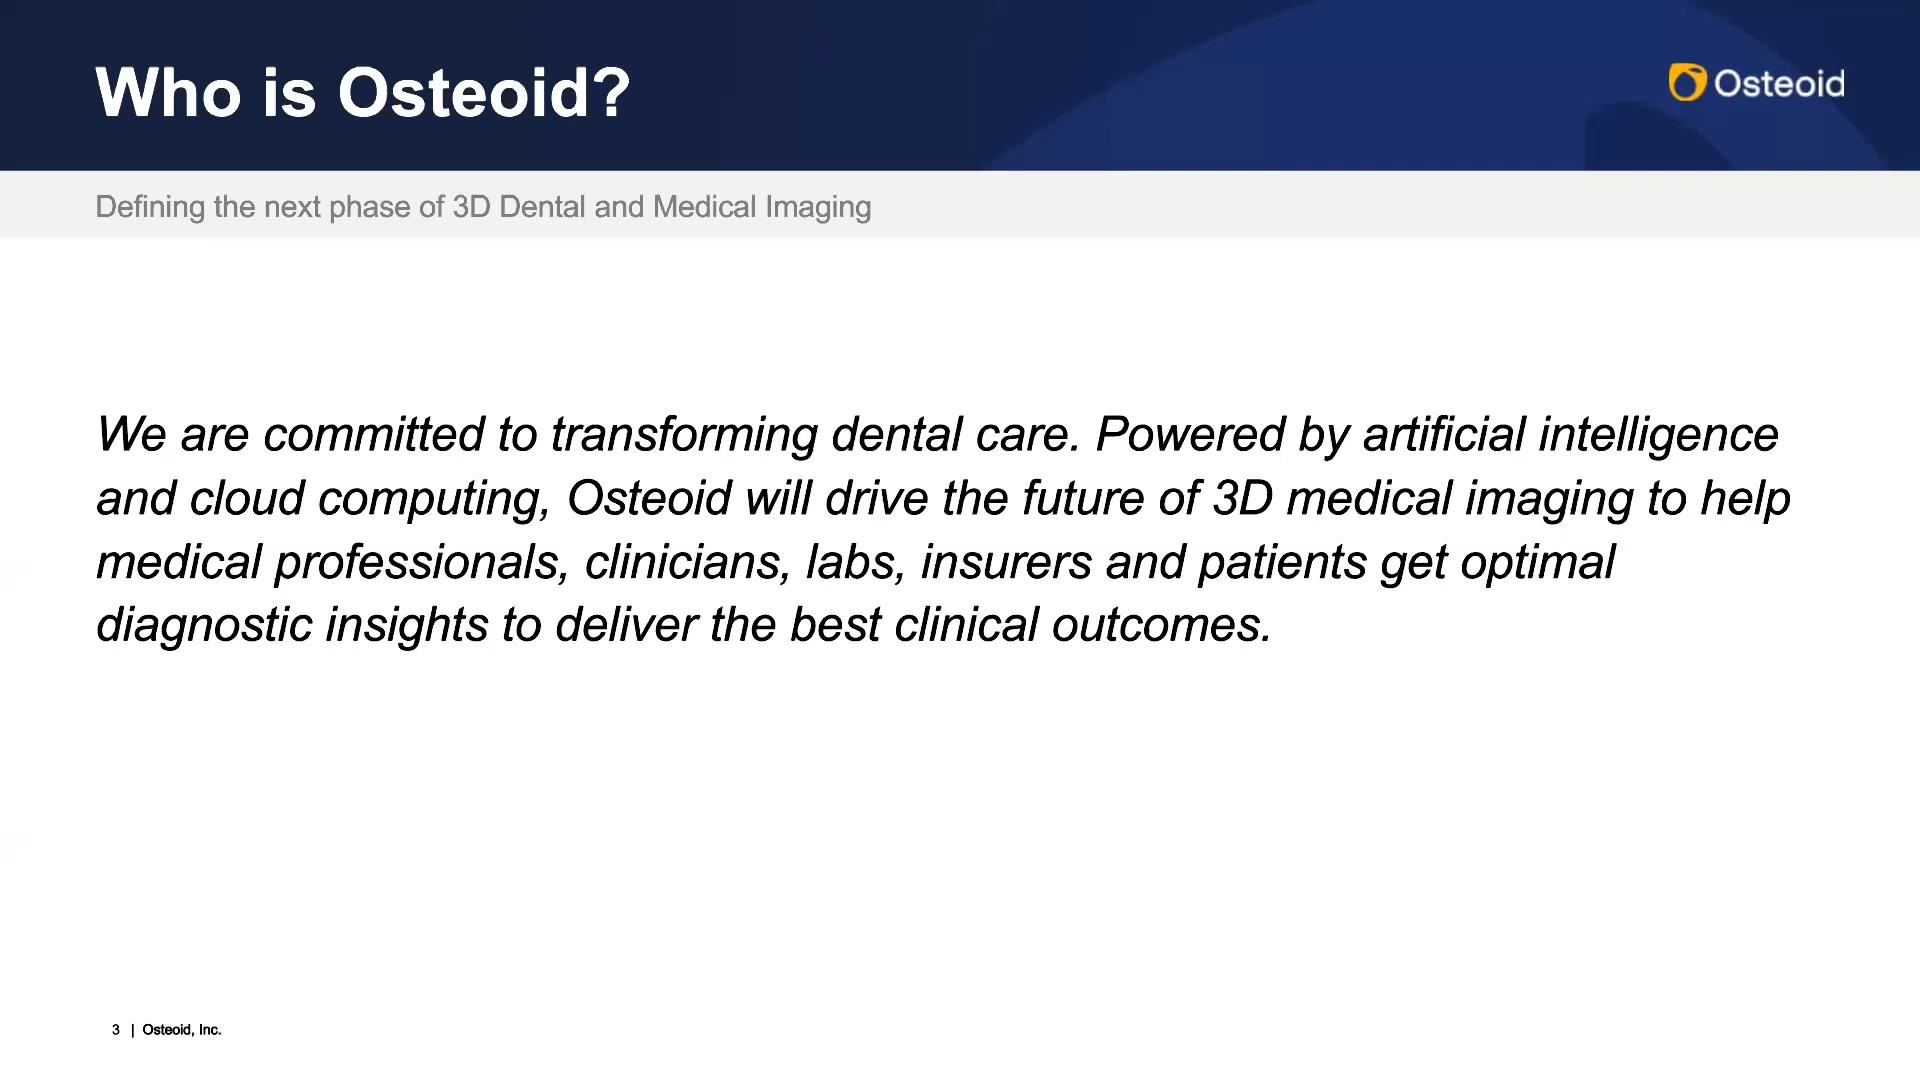 Who is Osteoid?
Osteoid
Defining the next phase of 3D Dental and Medical Imaging
We are committed to transforming dental care. Powered by artificial intelligence
and cloud computing, Osteoid will drive the future of 3D medical imaging to help
medical professionals, clinicians, labs, insurers and patients get optimal
diagnostic insights to deliver the best clinical outcomes.
3 | Osteoid, Inc.